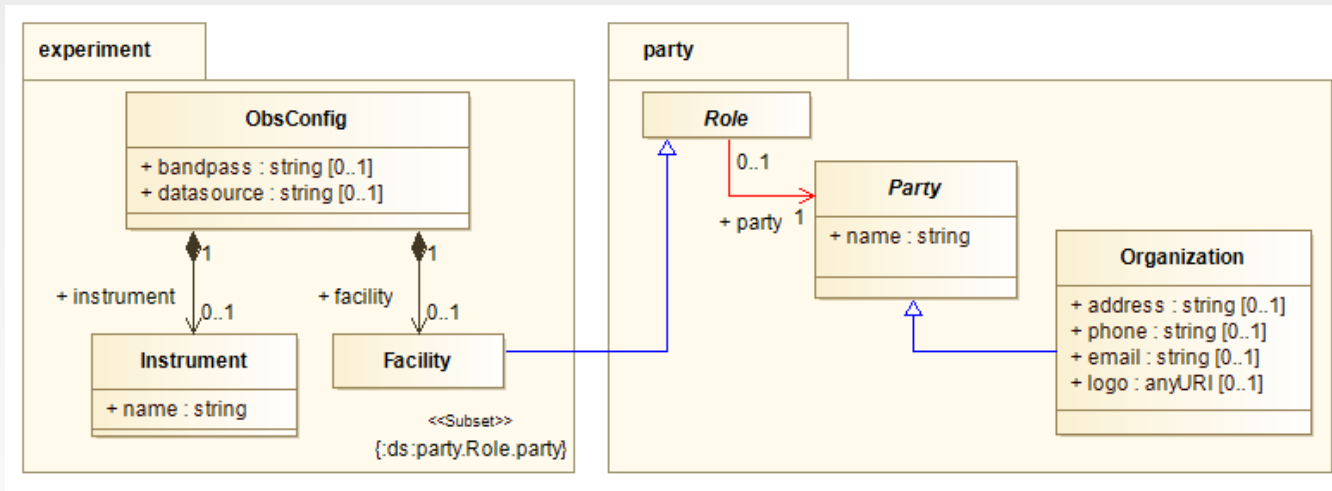 experiment
ObsConfig
+ bandpass : string [0..1]
+ datasource : string [0..1]
1
1
+ instrument
0..1
+ facility
0..1
Instrument
+ name : string
Facility
<<Subset>>
{:ds:party.Role.party}
party
Role
0..1
+ party
1
Party
+ name : string
Organization
+ address : string [0..1]
+ phone : string [0..1]
+ email : string [0..1]
+ logo : anyURI [0..1]